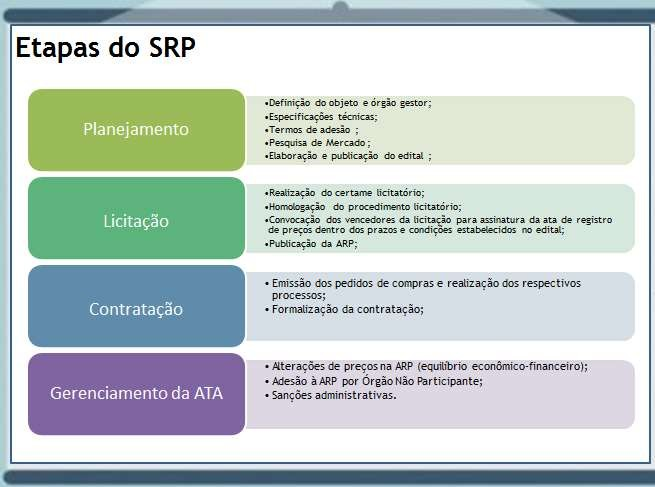 Etapas do SRP
Planejamento
•Definição do objeto e órgão gestor;
•Especificações técnicas;
•Termos de adesão ;
•Pesquisa de Mercado ;
•Elaboração e publicação do edital ;
Licitação
•Realização do certame licitatório;
•Homologação do procedimento licitatório;
•Convocação dos vencedores da licitação para assinatura da ata de registro
de preços dentro dos prazos e condições estabelecidos no edital;
•Publicação da ARP;
Contratação
• Emissão dos pedidos de compras e realização dos respectivos
processos;
• Formalização da contratação;
Gerenciamento da ATA
• Alterações de preços na ARP (equilíbrio econômico-financeiro);
• Adesão à ARP por Órgão Não Participante;
• Sanções administrativas.